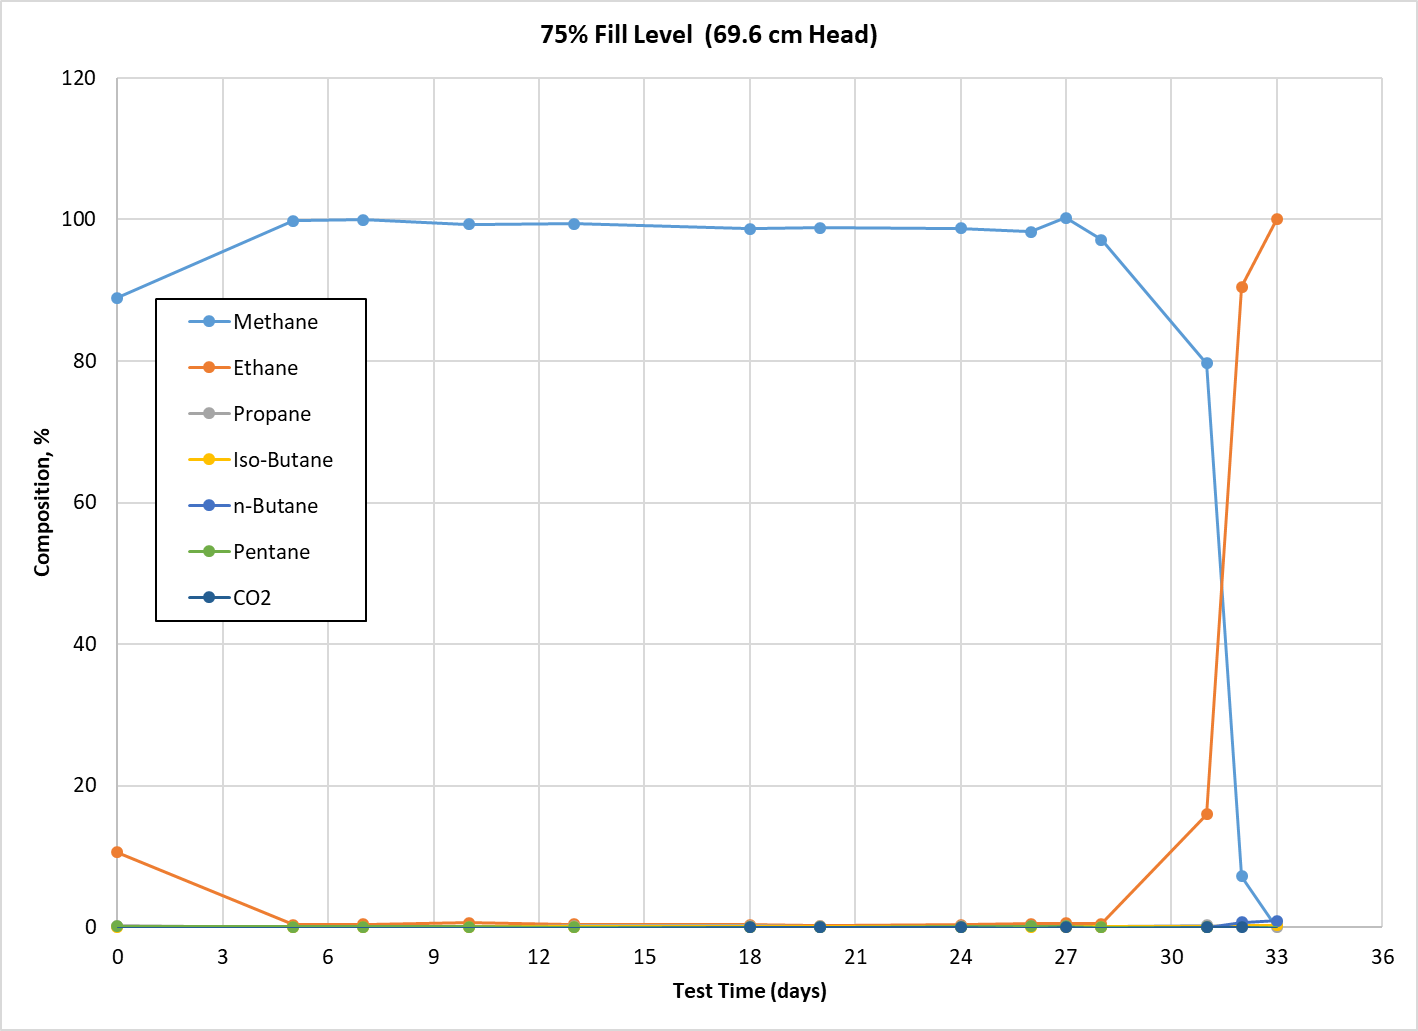 75% Fill Level (69.6 cm Head)
120
100
80
60
40
20
0
Composition, %
Methane
Ethane
Propane
Iso-Butane
n-Butane
Pentane
CO2
0 3 6 9 12 15 18 21 24 27 30 33 36
Test Time (days)